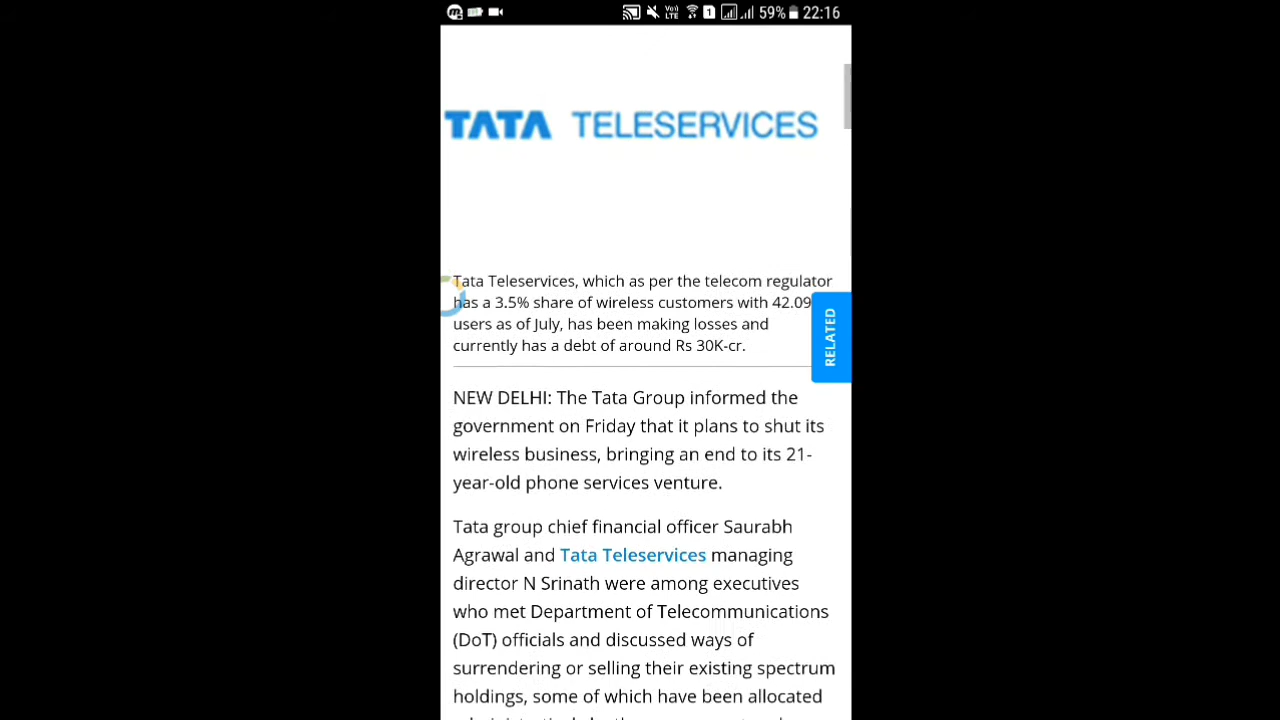 59% 22:16
TATA TELESERVICES
Tata Teleservices, which as per the telecom regulator
has a 3.5% share of wireless customers with 42.09
users as of July, has been making losses and
currently has a debt of around Rs 30K-cr.
RELATED
NEW DELHI: The Tata Group informed the
government on Friday that it plans to shut its
wireless business, bringing an end to its 21-
year-old phone services venture.
Tata group chief financial officer Saurabh
Agrawal and Tata Teleservices managing
director N Srinath were among executives
who met Department of Telecommunications
(DoT) officials and discussed ways of
surrendering or selling their existing spectrum
holdings, some of which have been allocated